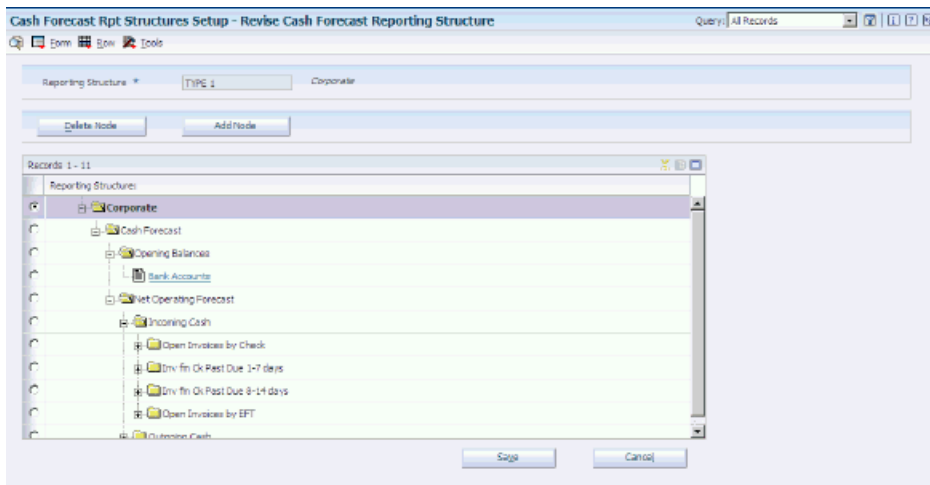 Cash Forecast Rpt Structures Setup - Revise Cash Forecast Reporting Structure Query: All Records
Form Row Tools
Reporting Structure * TYPE 1 Corporate
Delete Node Add Node
Records 1 - 11
Reporting Structures
Corporate
Cash Forecast
Opening Balances
Bank Accounts
Net Operating Forecast
Incoming Cash
Open Invoices by Check
Inv fm Ck Past Due 1-7 days
Inv fm Ck Past Due 8-14 days
Open Invoices by EFT
Outgoing Cash
Save Cancel